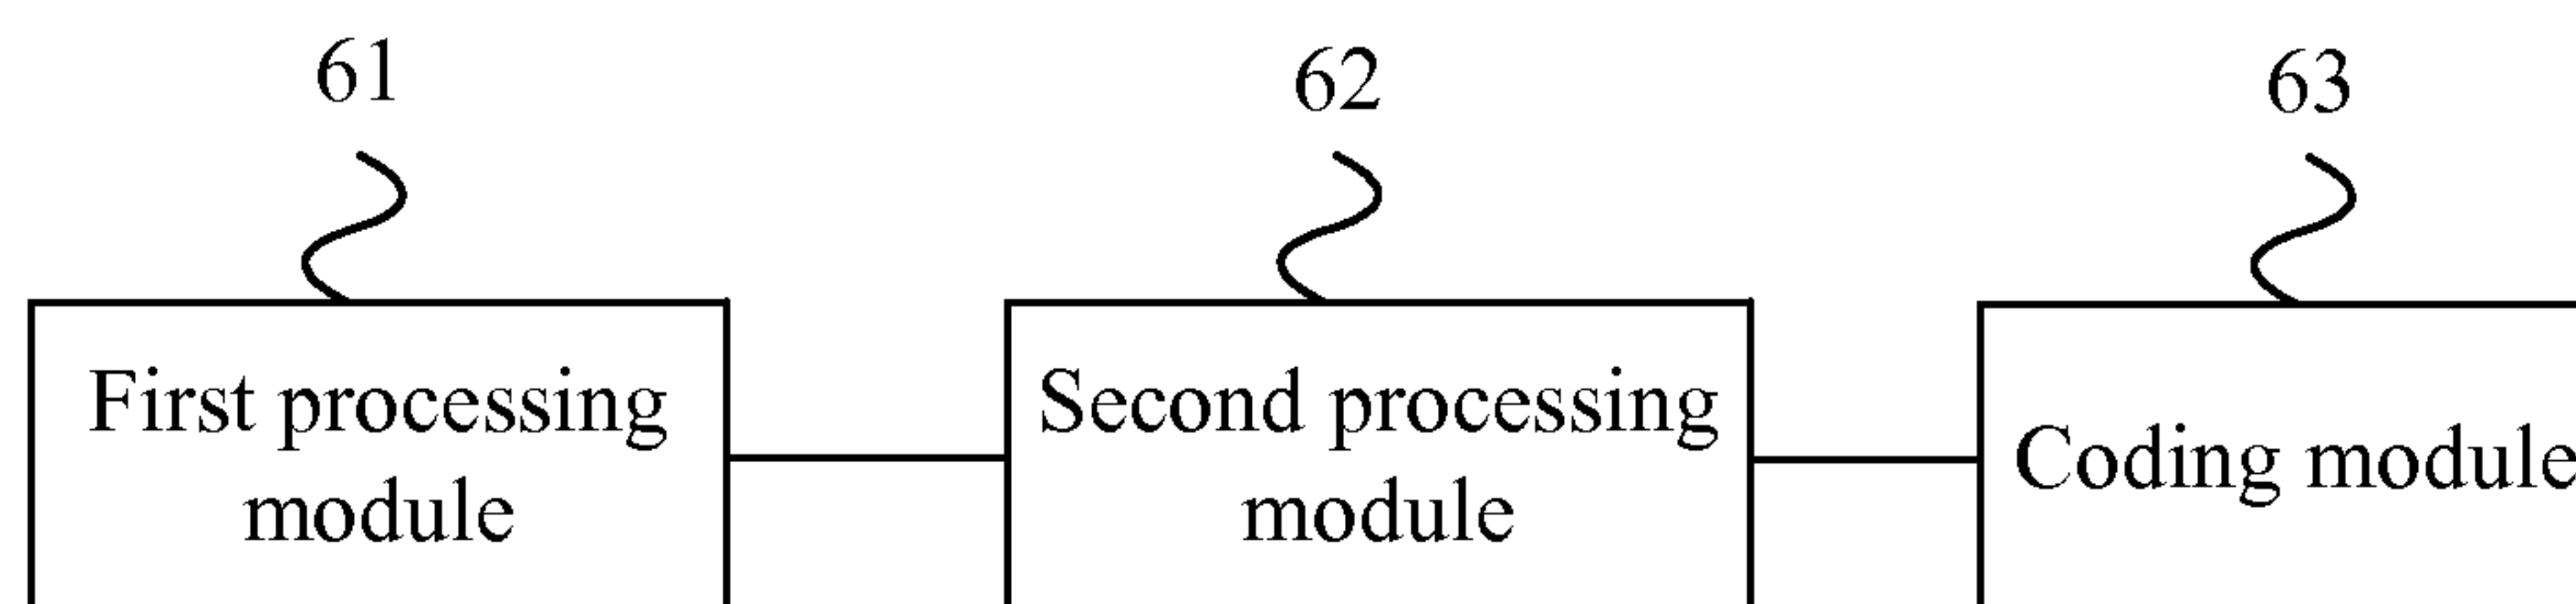 61
62
63
First processing
module
Second processing
module
Coding module